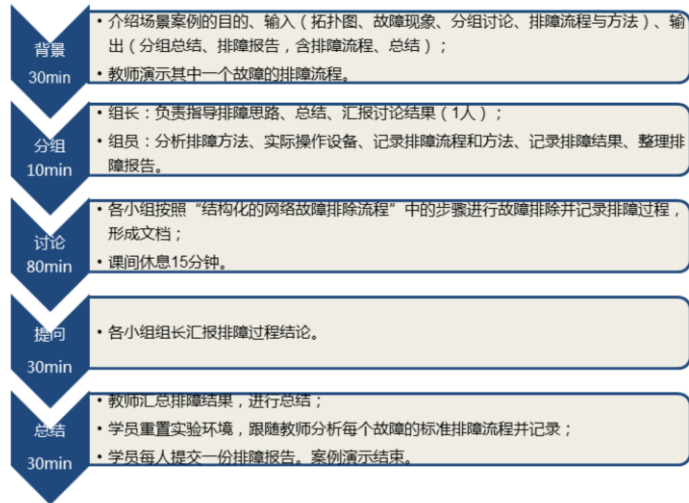 背景
30min
• 介绍场景案例的目的、输入（拓扑图、故障现象、分组讨论、排障流程与方法）、输
出（分组总结、排障报告，含排障流程、总结）；
• 教师演示其中一个故障的排障流程。
分组
10min
• 组长：负责指导排障思路、总结、汇报讨论结果（1人）；
• 组员：分析排障方法、实际操作设备、记录排障流程和方法、记录排障结果、整理排
障报告。
讨论
80min
• 各小组按照“结构化的网络故障排除流程”中的步骤进行故障排除并记录排障过程，
形成文档；
• 课间休息15分钟。
提问
30min
• 各小组组长汇报排障过程结论。
总结
30min
• 教师汇总排障结果，进行总结；
• 学员重置实验环境，跟随教师分析每个故障的标准排障流程并记录；
• 学员每人提交一份排障报告。案例演示结束。